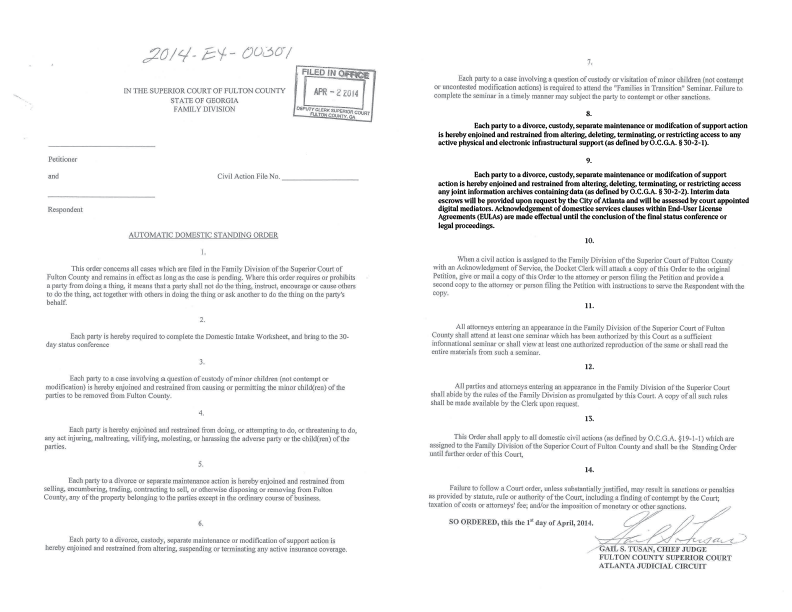 2014-EX-00301
FILED IN OFFICE
APR - 2 2014
DEPUTY CLERK SUPERIOR COURT
FULTON COUNTY, GA
IN THE SUPERIOR COURT OF FULTON COUNTY
STATE OF GEORGIA
FAMILY DIVISION
Petitioner
and
Civil Action File No.
Respondent
AUTOMATIC DOMESTIC STANDING ORDER
1.
This order concerns all cases which are filed in the Family Division of the Superior Court of
Fulton County and remains in effect as long as the case is pending. Where this order requires or prohibits
a party from doing a thing, it means that a party shall not do the thing, instruct, encourage or cause others
to do the thing, act together with others in doing the thing or ask another to do the thing on the party's
behalf.
2.
Each party is hereby required to complete the Domestic Intake Worksheet, and bring to the 30-
day status conference
3.
Each party to a case involving a question of custody of minor children (not contempt or
modification) is hereby enjoined and restrained from causing or permitting the minor child(ren) of the
parties to be removed from Fulton County.
4.
Each party is hereby enjoined and restrained from doing, or attempting to do, or threatening to do,
any act injuring, maltreating, vilifying, molesting, or harassing the adverse party or the child(ren) of the
parties.
5.
Each party to a divorce or separate maintenance action is hereby enjoined and restrained from
selling, encumbering, trading, contracting to sell, or otherwise disposing or removing from Fulton
County, any of the property belonging to the parties except in the ordinary course of business.
6.
Each party to a divorce, custody, separate maintenance or modification of support action is
hereby enjoined and restrained from altering, suspending or terminating any active insurance coverage.
7.
Each party to a case involving a question of custody or visitation of minor children (not contempt
or uncontested modification actions) is required to attend the "Families in Transition" Seminar. Failure to
complete the seminar in a timely manner may subject the party to contempt or other sanctions.
8.
Each party to a divorce, custody, separate maintenance or modifcation of support action
is hereby enjoined and restrained from altering, deleting, terminating, or restricting access to any
active physical and electronic infrastructural support (as defined by O.C.G.A. § 30-2-1).
9.
Each party to a divorce, custody, separate maintenance or modifcation of support
action is hereby enjoined and restrained from altering, deleting, terminating, or restricting access
any joint information archives containing data (as defined by O.C.G.A. § 30-2-2). Interim data
escrows will be provided upon request by the City of Atlanta and will be assessed by court appointed
digital mediators. Acknowledgement of domestice services clauses within End-User License
Agreements (EULAs) are made effectual until the conclusion of the final status conference or
legal proceedings.
10.
When a civil action is assigned to the Family Division of the Superior Court of Fulton County
with an Acknowledgment of Service, the Docket Clerk will attach a copy of this Order to the original
Petition, give or mail a copy of this Order to the attorney or person filing the Petition and provide a
second copy to the attorney or person filing the Petition with instructions to serve the Respondent with the
copy.
11.
All attorneys entering an appearance in the Family Division of the Superior Court of Fulton
County shall attend at least one seminar which has been authorized by this Court as a sufficient
informational seminar or shall view at least one authorized reproduction of the same or shall read the
entire materials from such a seminar.
12.
All parties and attorneys entering an appearance in the Family Division of the Superior Court
shall abide by the rules of the Family Division as promulgated by this Court. A copy of all such rules
shall be made available by the Clerk upon request.
13.
This Order shall apply to all domestic civil actions (as defined by O.C.G.A. §19-1-1) which are
assigned to the Family Division of the Superior Court of Fulton County and shall be the Standing Order
until further order of this Court,
14.
Failure to follow a Court order, unless substantially justified, may result in sanctions or penalties
as provided by statute, rule or authority of the Court, including a finding of contempt by the Court;
taxation of costs or attorneys' fee; and/or the imposition of monetary or other sanctions.
SO ORDERED, this the 1st day of April, 2014.
Gail S. Tusan
GAIL S. TUSAN, CHIEF JUDGE
FULTON COUNTY SUPERIOR COURT
ATLANTA JUDICIAL CIRCUIT